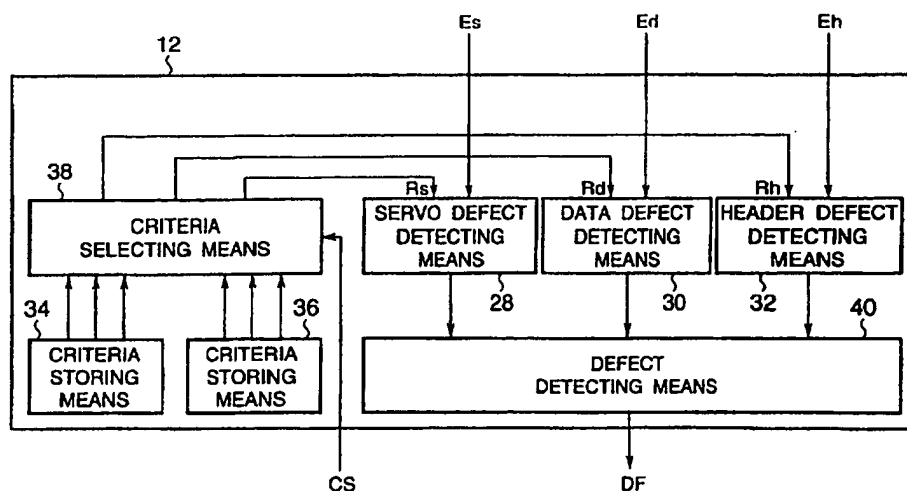 Es
Ed
Eh
12
38
CRITERIA
SELECTING MEANS
Rs
SERVO DEFECT
DETECTING
MEANS
28
Rd
DATA DEFECT
DETECTING
MEANS
30
Rh
HEADER DEFECT
DETECTING
MEANS
32
34
CRITERIA
STORING
MEANS
36
CRITERIA
STORING
MEANS
40
DEFECT
DETECTING MEANS
CS
DF